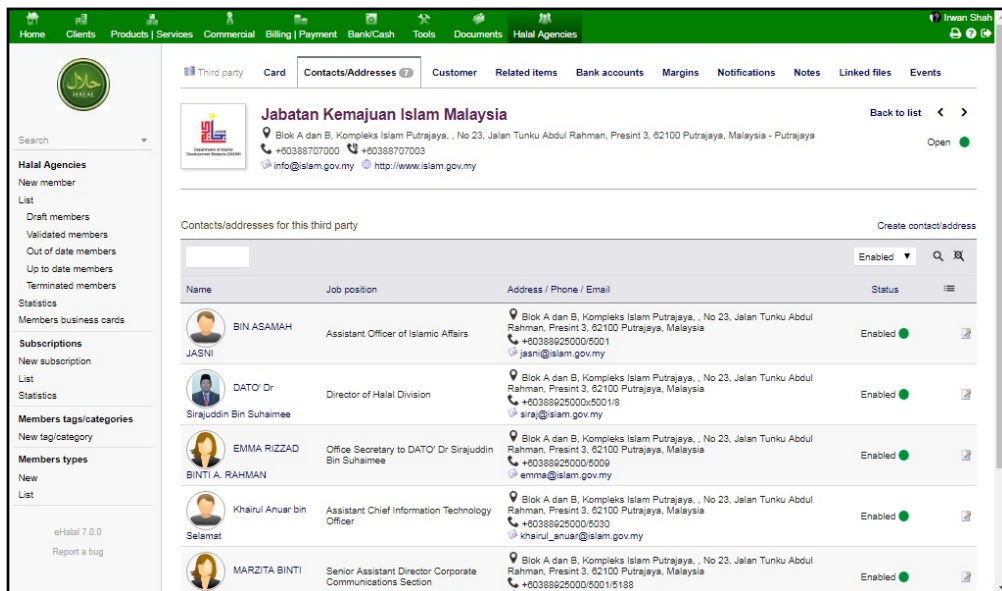 Home Clients Products | Services Commercial Billing | Payment Bank/Cash Tools Documents Halal Agencies
Irwan Shah
حلال
HALAL
Search
Halal Agencies
New member
List
Draft members
Validated members
Out of date members
Up to date members
Terminated members
Statistics
Members business cards
Subscriptions
New subscription
List
Statistics
Members tags/categories
New tag/category
Members types
New
List
eHalal 7.0.0
Report a bug
Third party Card Contacts/Addresses 7 Customer Related items Bank accounts Margins Notifications Notes Linked files Events
Jabatan Kemajuan Islam Malaysia
Back to list < >
Blok A dan B, Kompleks Islam Putrajaya, , No 23, Jalan Tunku Abdul Rahman, Presint 3, 62100 Putrajaya, Malaysia - Putrajaya
+60388707000 +60388707003
Open
info@islam.gov.my http://www.islam.gov.my
Contacts/addresses for this third party
Create contact/address
Enabled ▼
Name Job position Address / Phone / Email Status
BIN ASAMAH
JASNI
Assistant Officer of Islamic Affairs
Blok A dan B, Kompleks Islam Putrajaya, , No 23, Jalan Tunku Abdul
Rahman, Presint 3, 62100 Putrajaya, Malaysia
+60388925000/5001
jasni@islam.gov.my
Enabled
DATO' Dr
Sirajuddin Bin Suhaimee
Director of Halal Division
Blok A dan B, Kompleks Islam Putrajaya, , No 23, Jalan Tunku Abdul
Rahman, Presint 3, 62100 Putrajaya, Malaysia
+60388925000x5001/8
siraj@islam.gov.my
Enabled
EMMA RIZZAD
BINTI A. RAHMAN
Office Secretary to DATO' Dr Sirajuddin
Bin Suhaimee
Blok A dan B, Kompleks Islam Putrajaya, , No 23, Jalan Tunku Abdul
Rahman, Presint 3, 62100 Putrajaya, Malaysia
+60388925000/5009
emma@islam.gov.my
Enabled
Khairul Anuar bin
Selamat
Assistant Chief Information Technology
Officer
Blok A dan B, Kompleks Islam Putrajaya, , No 23, Jalan Tunku Abdul
Rahman, Presint 3, 62100 Putrajaya, Malaysia
+60388925000/5030
khairul_anuar@islam.gov.my
Enabled
MARZITA BINTI
Senior Assistant Director Corporate
Communications Section
Blok A dan B, Kompleks Islam Putrajaya, , No 23, Jalan Tunku Abdul
Rahman, Presint 3, 62100 Putrajaya, Malaysia
+60388925000/5001/5188
Enabled